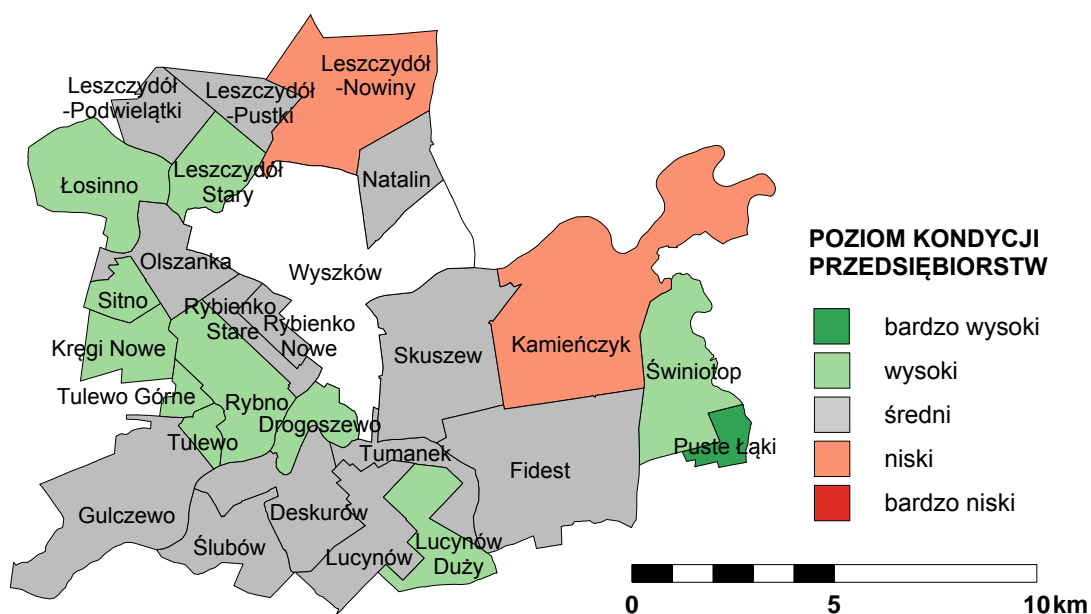 Leszczydół
-Nowiny
Leszczydół
-Podwielątki
Leszczydół
-Pustki
Łosinno
Leszczydół
Stary
Natalin
Olszanka
Wyszków
Sitno
Rybienko
Stare
Rybienko
Nowe
Kręgi Nowe
Skuszew
Kamieńczyk
Świniotop
Tulewo Górne
Rybno
Drogoszewo
Tulewo
Tumanek
Puste Łąki
Fidest
Gulczewo
Deskurów
Ślubów
Lucynów
Lucynów
Duży
POZIOM KONDYCJI
PRZEDSIĘBIORSTW
bardzo wysoki
wysoki
średni
niski
bardzo niski
0 5 10 km